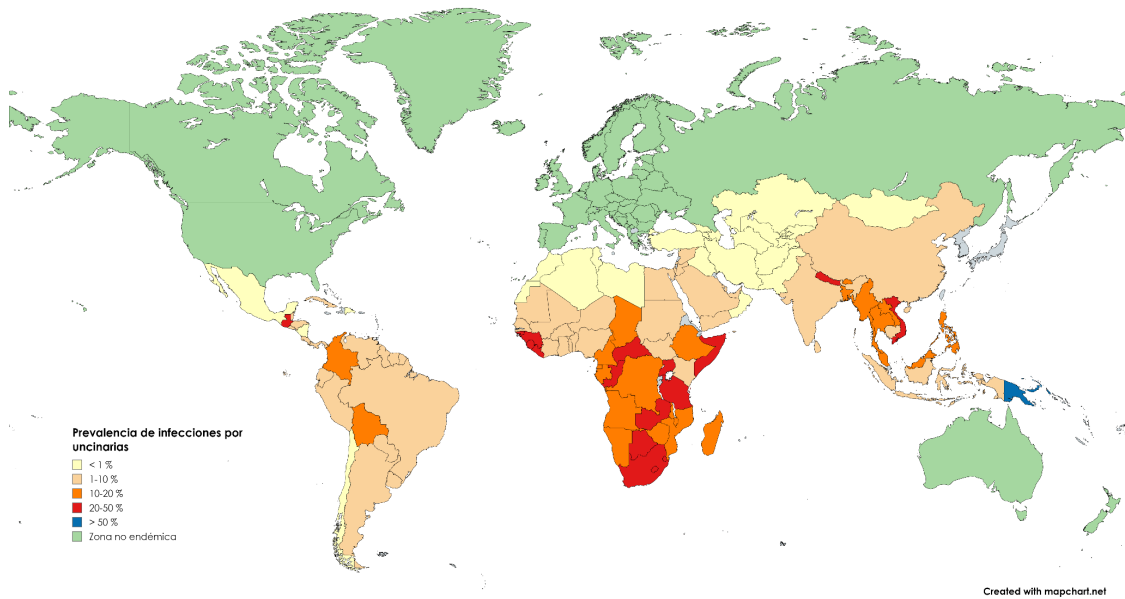 Prevalencia de infecciones por
uncinarias
< 1 %
1-10 %
10-20 %
20-50 %
> 50 %
Zona no endémica
Created with mapchart.net